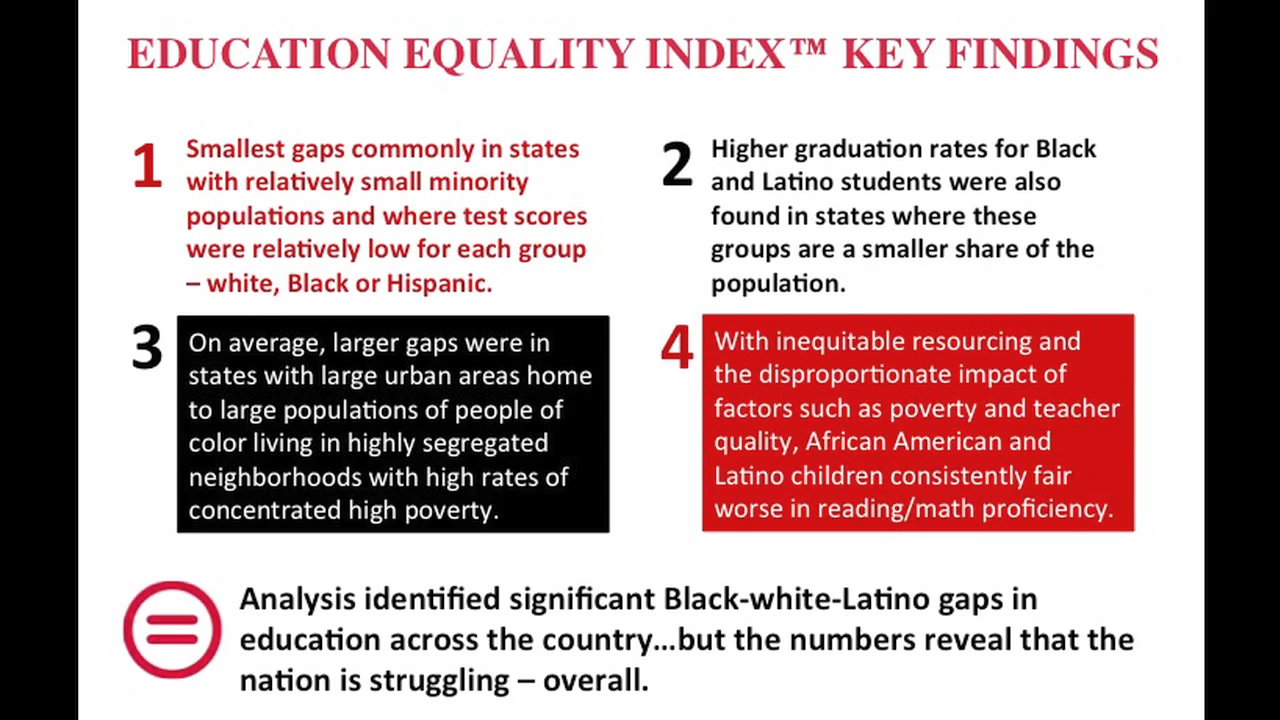 EDUCATION EQUALITY INDEX™ KEY FINDINGS
1
Smallest gaps commonly in states
with relatively small minority
populations and where test scores
were relatively low for each group
– white, Black or Hispanic.
2
Higher graduation rates for Black
and Latino students were also
found in states where these
groups are a smaller share of the
population.
3
On average, larger gaps were in
states with large urban areas home
to large populations of people of
color living in highly segregated
neighborhoods with high rates of
concentrated high poverty.
4
With inequitable resourcing and
the disproportionate impact of
factors such as poverty and teacher
quality, African American and
Latino children consistently fair
worse in reading/math proficiency.
Analysis identified significant Black-white-Latino gaps in
education across the country…but the numbers reveal that the
nation is struggling – overall.